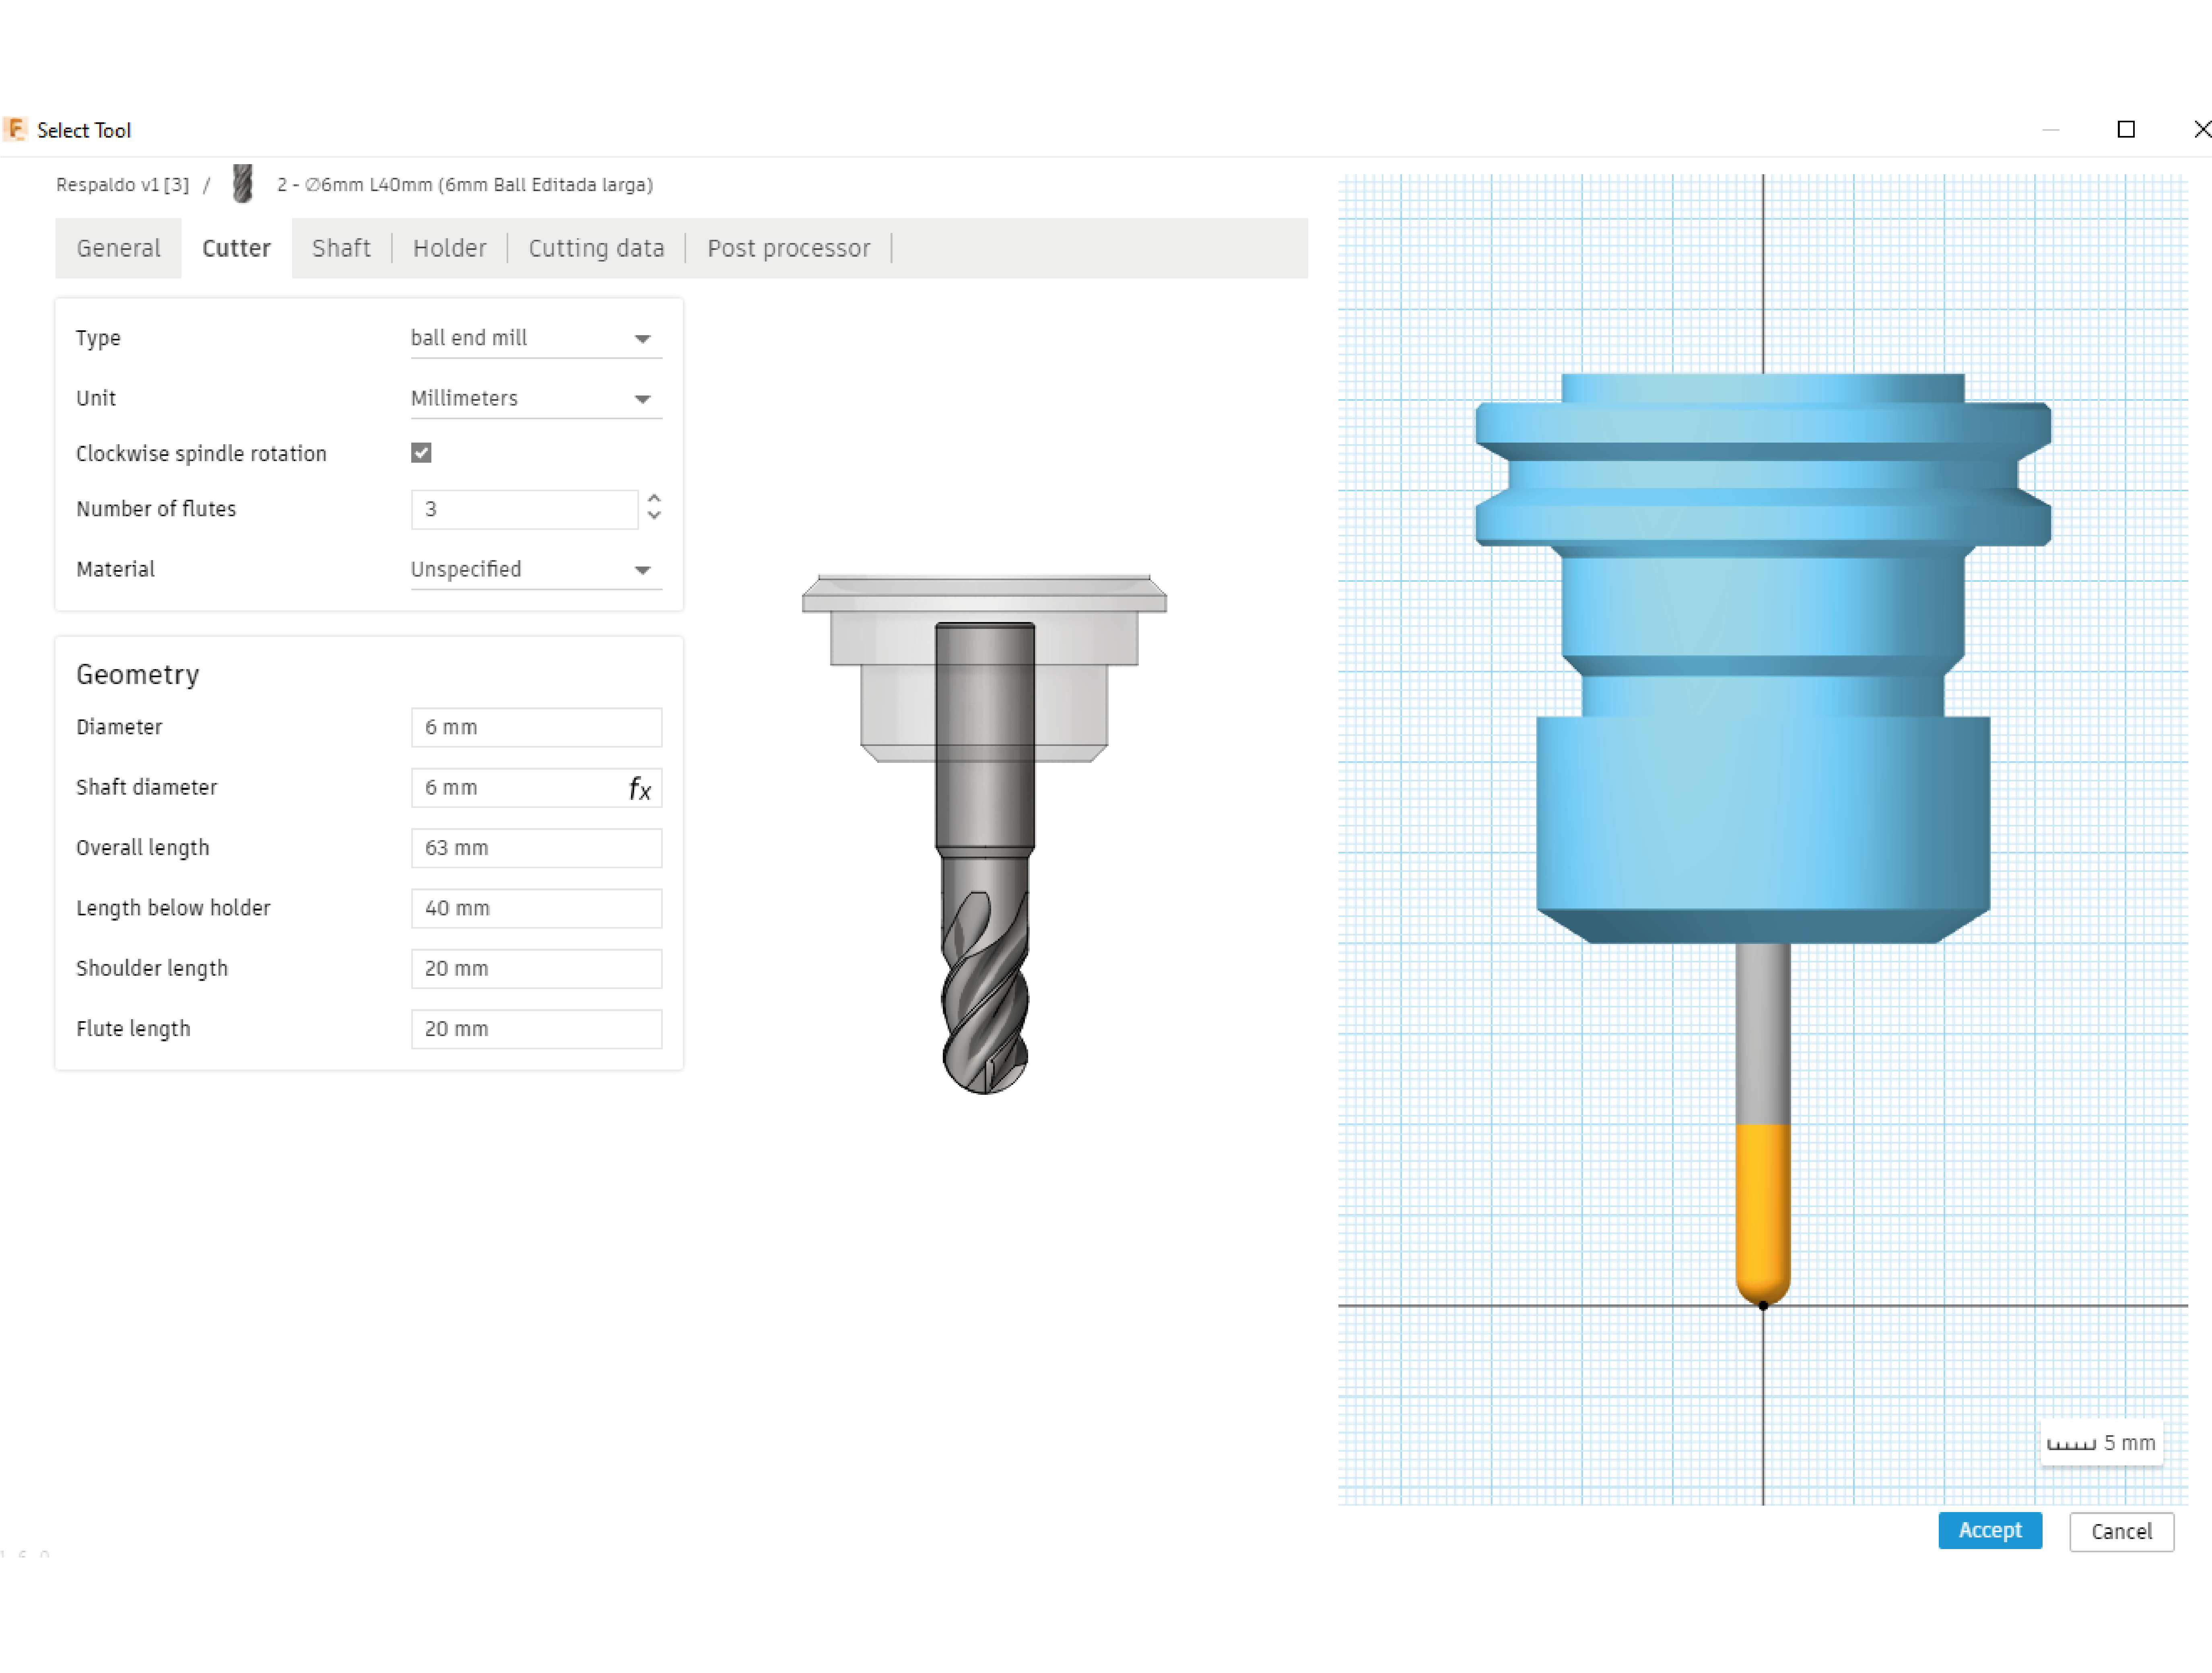 Select Tool
Respaldo v1 [3] / 2 - ∅6mm L40mm (6mm Ball Editada larga)
General Cutter Shaft Holder Cutting data Post processor
Type ball end mill
Unit Millimeters
Clockwise spindle rotation
Number of flutes 3
Material Unspecified
Geometry
Diameter 6 mm
Shaft diameter 6 mm fx
Overall length 63 mm
Length below holder 40 mm
Shoulder length 20 mm
Flute length 20 mm
5 mm
Accept Cancel